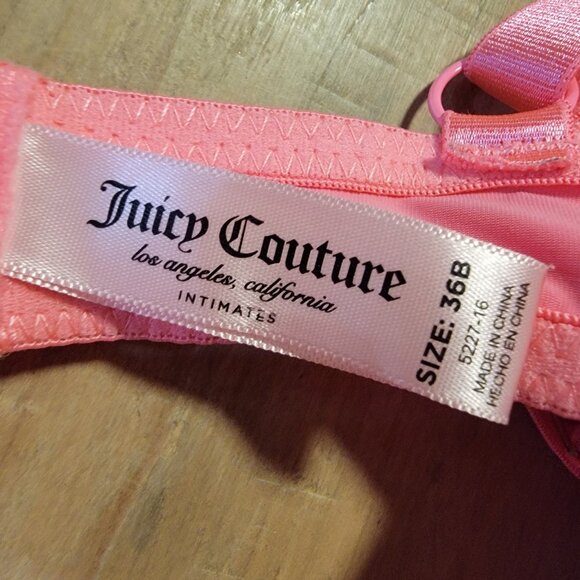 Juicy Couture
los angeles, california
INTIMATES
SIZE: 36B
5227-16
MADE IN CHINA
HECHO EN CHINA